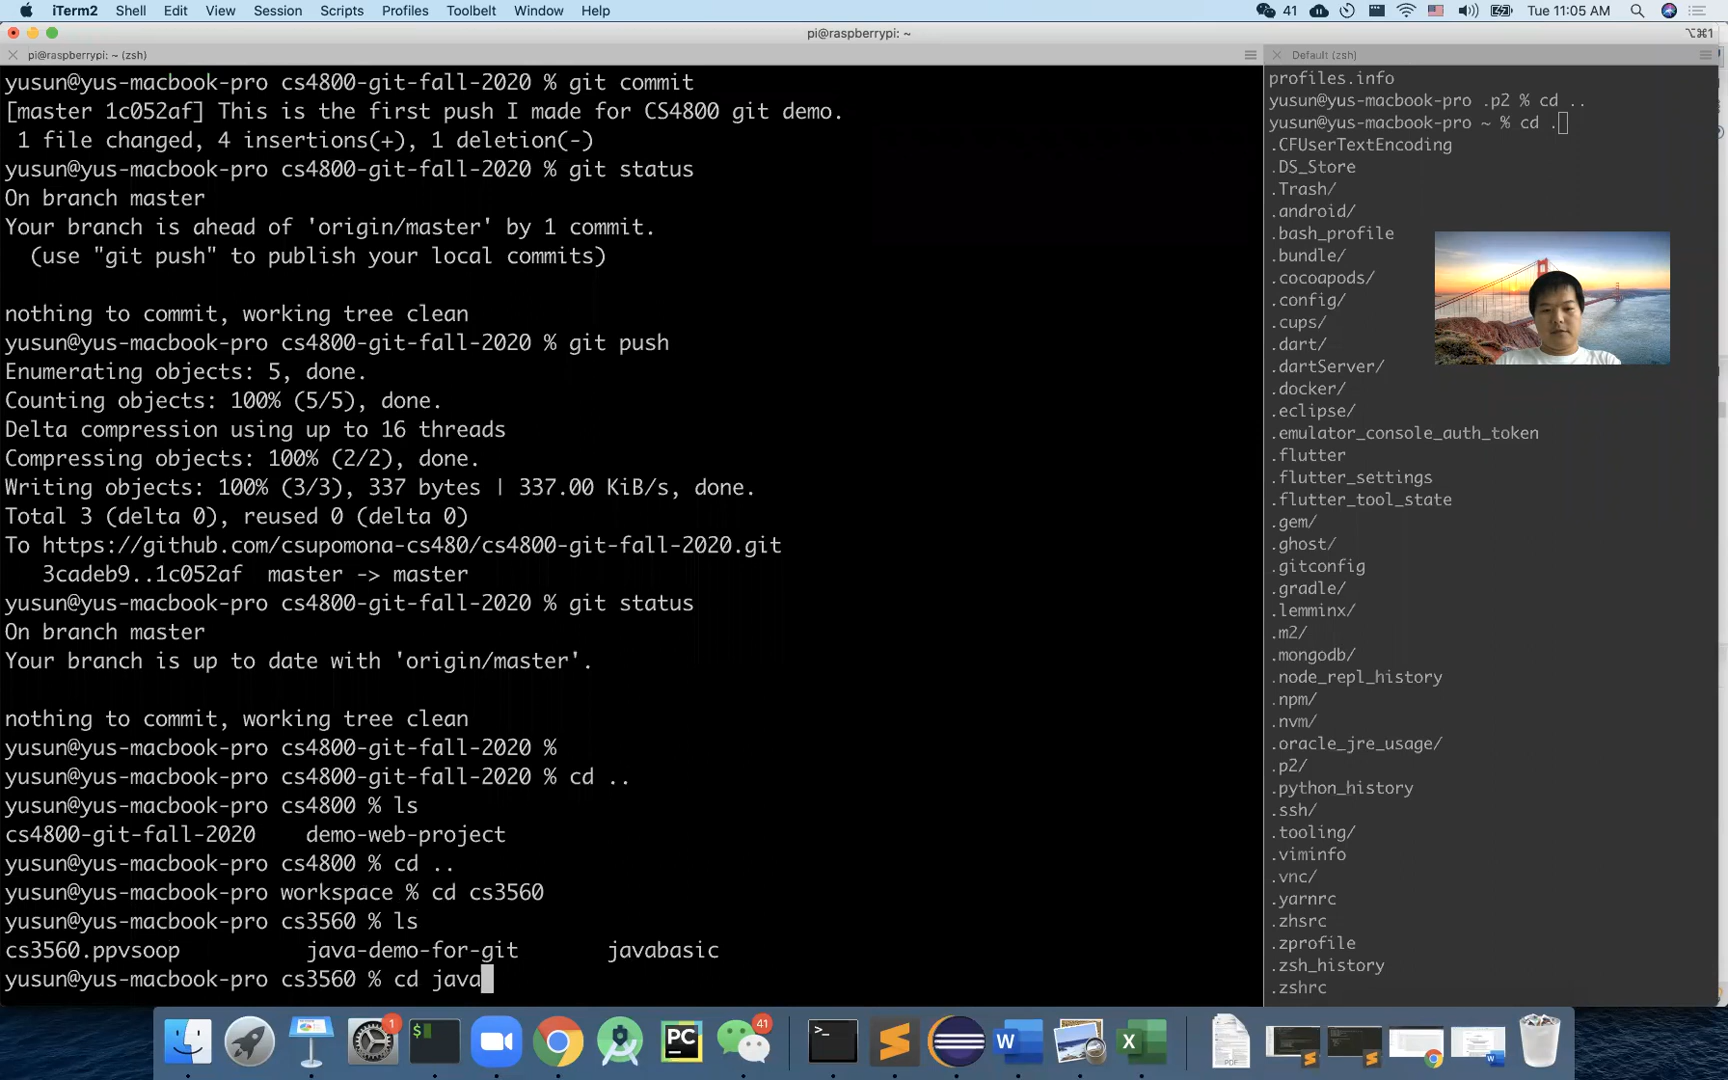 iTerm2 Shell Edit View Session Scripts Profiles Toolbelt Window Help
41 Tue 11:05 AM
pi@raspberrypi: ~
⌥⌘1
pi@raspberrypi: ~ (zsh)
yusun@yus-macbook-pro cs4800-git-fall-2020 % git commit
[master 1c052af] This is the first push I made for CS4800 git demo.
1 file changed, 4 insertions(+), 1 deletion(-)
yusun@yus-macbook-pro cs4800-git-fall-2020 % git status
On branch master
Your branch is ahead of 'origin/master' by 1 commit.
(use "git push" to publish your local commits)
nothing to commit, working tree clean
yusun@yus-macbook-pro cs4800-git-fall-2020 % git push
Enumerating objects: 5, done.
Counting objects: 100% (5/5), done.
Delta compression using up to 16 threads
Compressing objects: 100% (2/2), done.
Writing objects: 100% (3/3), 337 bytes | 337.00 KiB/s, done.
Total 3 (delta 0), reused 0 (delta 0)
To https://github.com/csupomona-cs480/cs4800-git-fall-2020.git
3cadeb9..1c052af master -> master
yusun@yus-macbook-pro cs4800-git-fall-2020 % git status
On branch master
Your branch is up to date with 'origin/master'.
nothing to commit, working tree clean
yusun@yus-macbook-pro cs4800-git-fall-2020 %
yusun@yus-macbook-pro cs4800-git-fall-2020 % cd ..
yusun@yus-macbook-pro cs4800 % ls
cs4800-git-fall-2020 demo-web-project
yusun@yus-macbook-pro cs4800 % cd ..
yusun@yus-macbook-pro workspace % cd cs3560
yusun@yus-macbook-pro cs3560 % ls
cs3560.ppvsoop java-demo-for-git javabasic
yusun@yus-macbook-pro cs3560 % cd java
Default (zsh)
profiles.info
yusun@yus-macbook-pro .p2 % cd ..
yusun@yus-macbook-pro ~ % cd .
.CFUserTextEncoding
.DS_Store
.Trash/
.android/
.bash_profile
.bundle/
.cocoapods/
.config/
.cups/
.dart/
.dartServer/
.docker/
.eclipse/
.emulator_console_auth_token
.flutter
.flutter_settings
.flutter_tool_state
.gem/
.ghost/
.gitconfig
.gradle/
.lemminx/
.m2/
.mongodb/
.node_repl_history
.npm/
.nvm/
.oracle_jre_usage/
.p2/
.python_history
.ssh/
.tooling/
.viminfo
.vnc/
.yarnrc
.zhsrc
.zprofile
.zsh_history
.zshrc
1
$
PC
41
>_
W
X
PDF